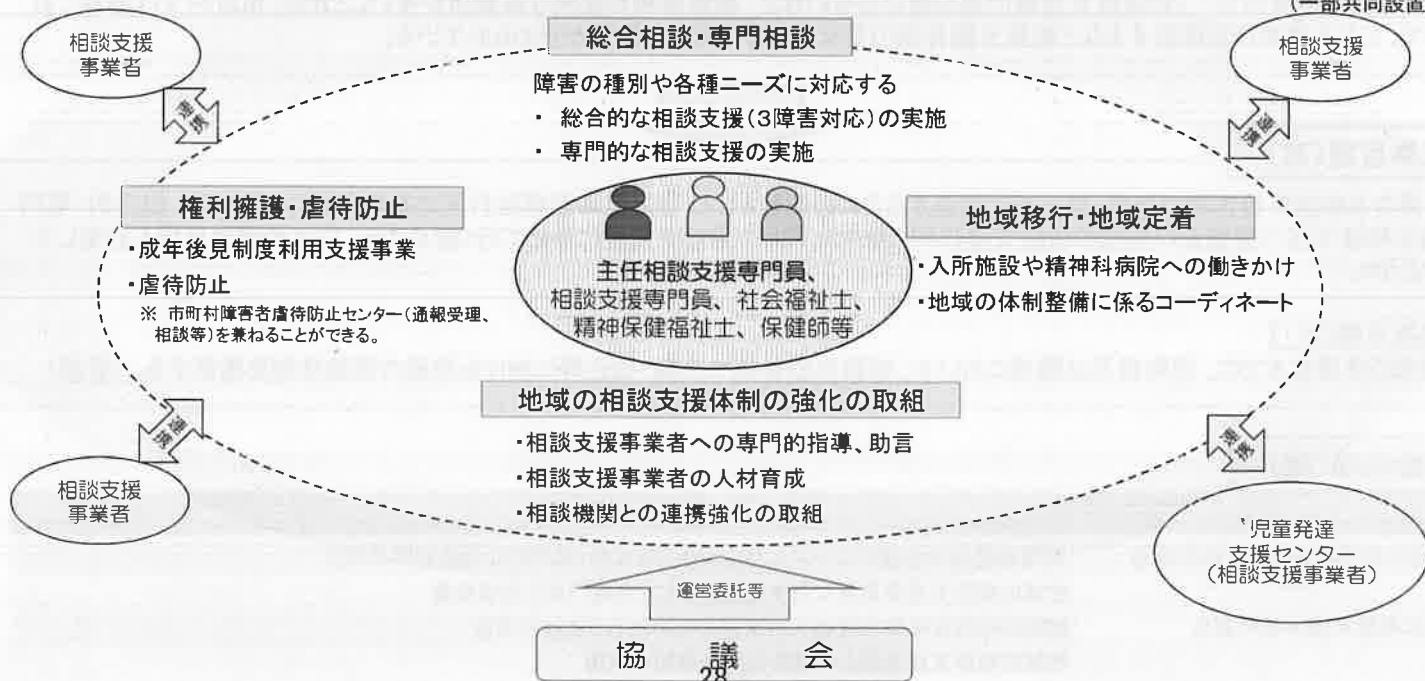 (一部共同設置
相談支援
事業者
総合相談・専門相談
相談支援
事業者
連携
連携
障害の種別や各種ニーズに対応する
・ 総合的な相談支援(3障害対応)の実施
・ 専門的な相談支援の実施
権利擁護・虐待防止
・成年後見制度利用支援事業
・虐待防止
※ 市町村障害者虐待防止センター(通報受理、
相談等)を兼ねることができる。
主任相談支援専門員、
相談支援専門員、社会福祉士、
精神保健福祉士、保健師等
地域移行・地域定着
・入所施設や精神科病院への働きかけ
・地域の体制整備に係るコーディネート
地域の相談支援体制の強化の取組
・相談支援事業者への専門的指導、助言
・相談支援事業者の人材育成
・相談機関との連携強化の取組
連携
連携
相談支援
事業者
児童発達
支援センター
(相談支援事業者)
運営委託等
協 議 会
28